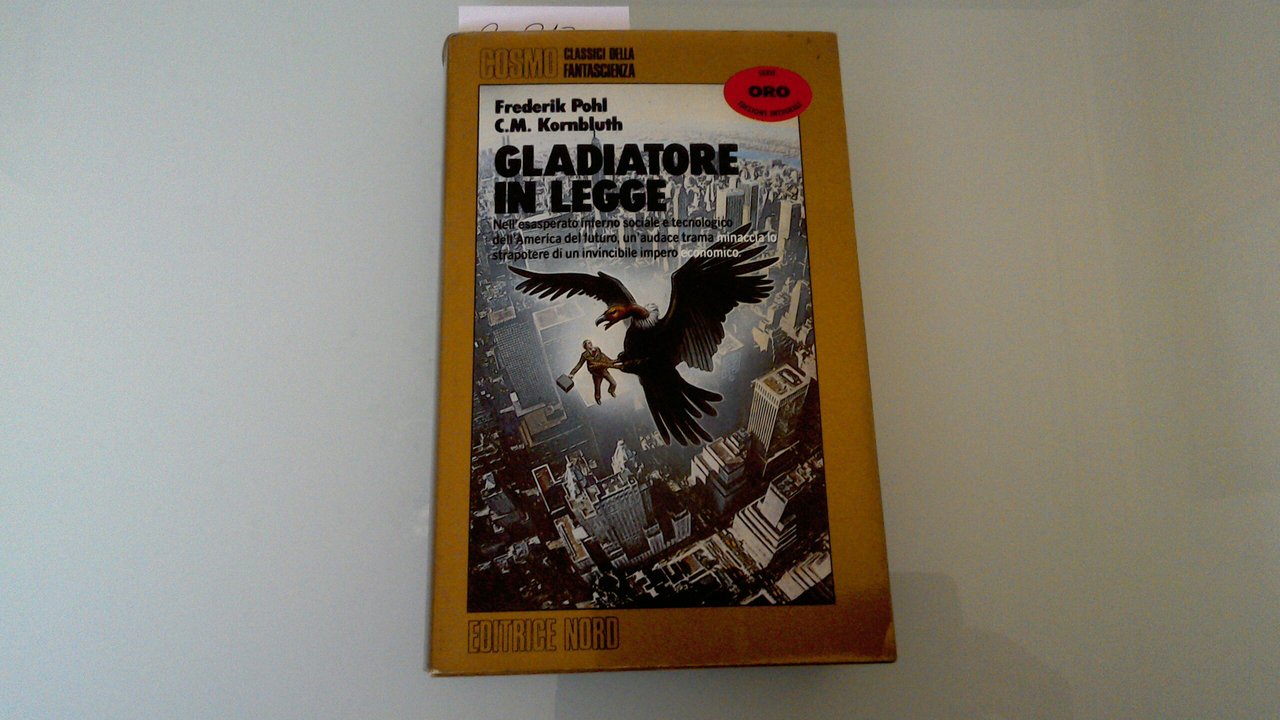 COSMO CLASSICI DELLA
FANTASCIENZA
ORO
Frederik Pohl
C.M. Kornbluth
GLADIATORE
IN LEGGE
Nell'esasperato inferno sociale e tecnologico
dell'America del futuro, un'audace trama minaccia lo
strapotere di un invincibile impero economico.
EDITRICE NORD